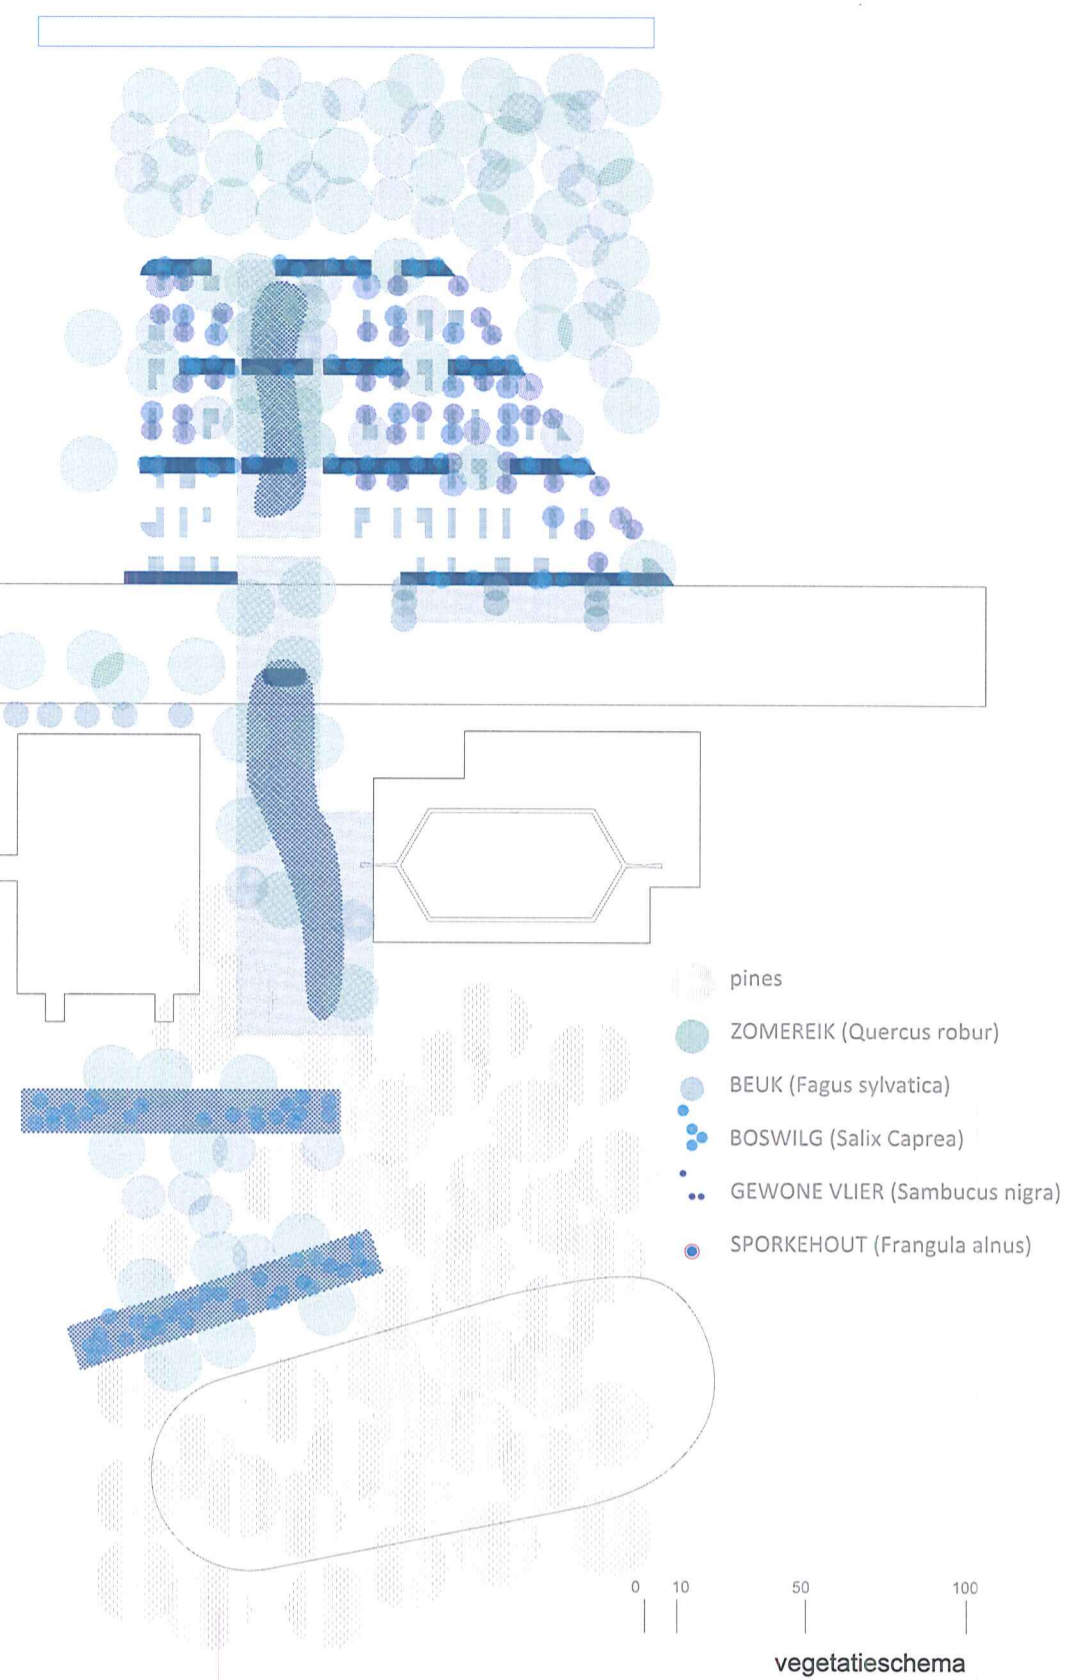 pines
ZOMEREIK (Quercus robur)
BEUK (Fagus sylvatica)
BOSWILG (Salix Caprea)
GEWONE VLIER (Sambucus nigra)
SPORKEHOUT (Frangula alnus)
0 10 50 100
vegetatieschema